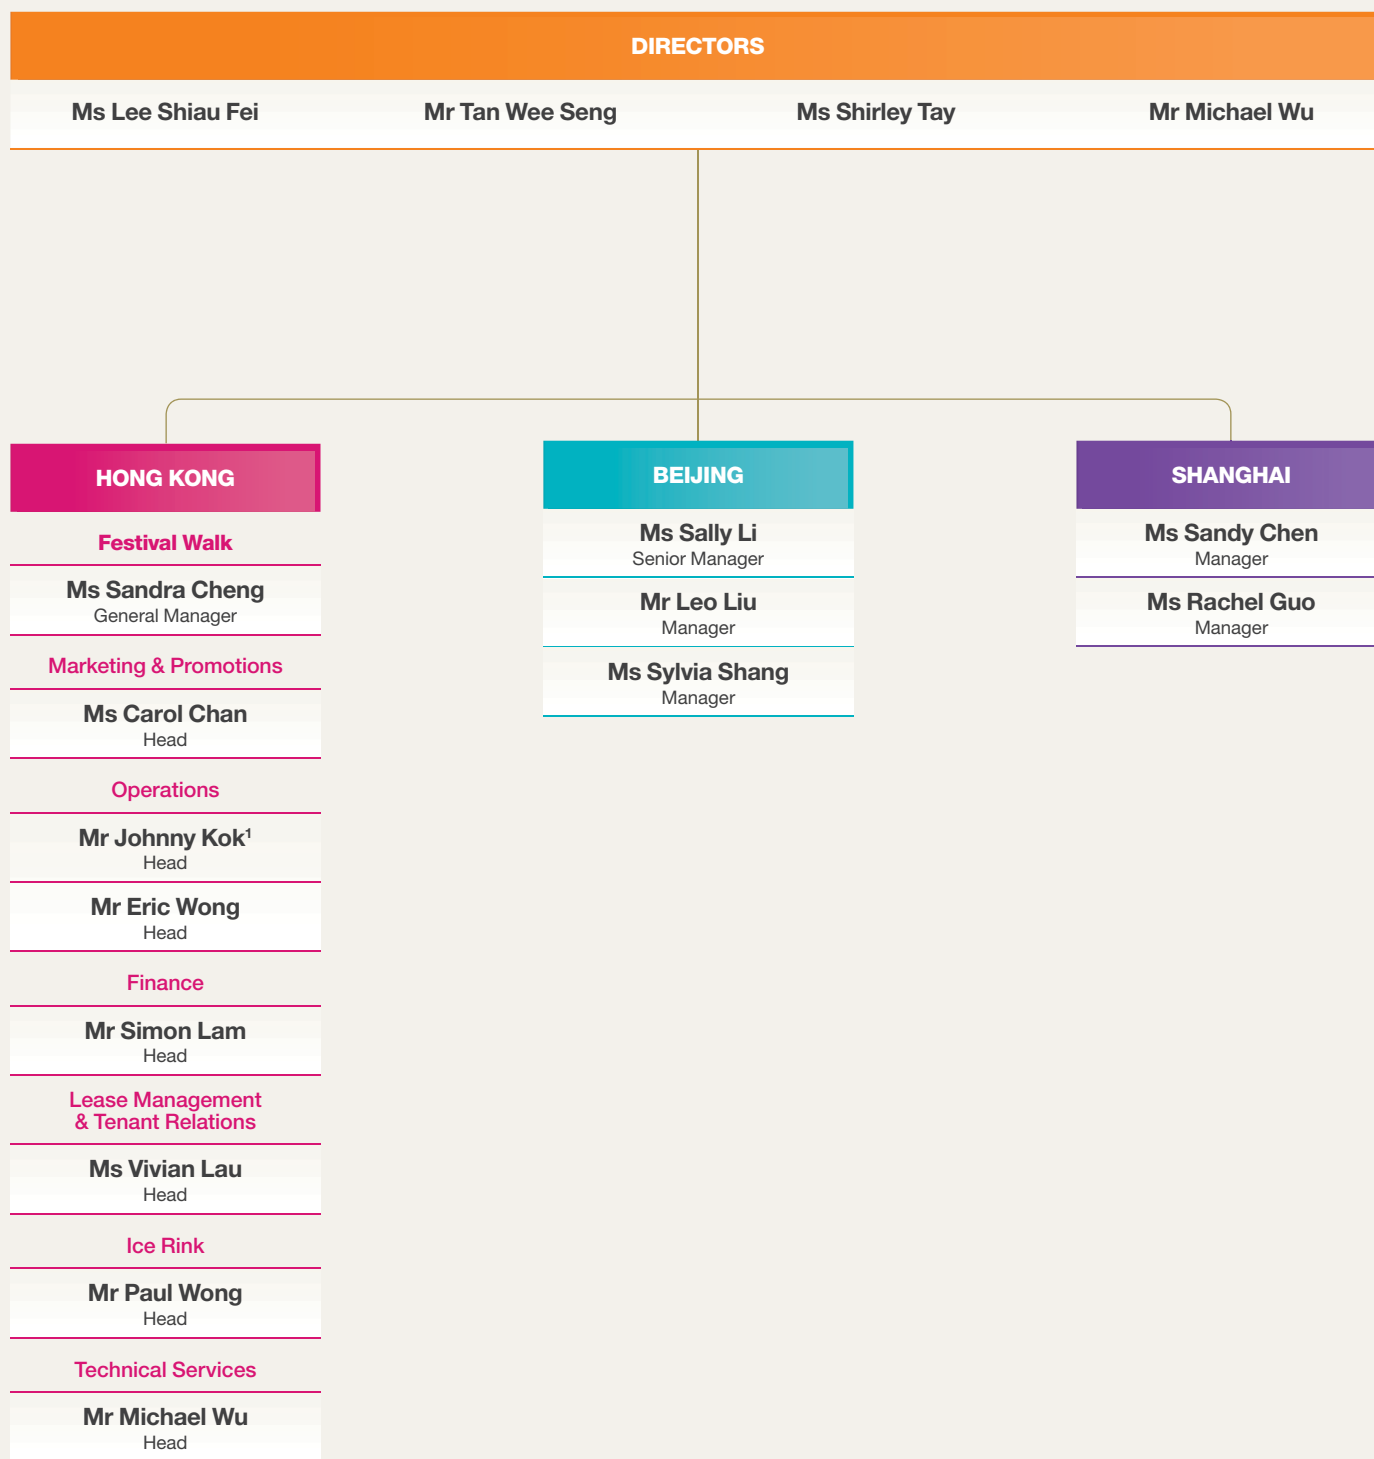 DIRECTORS
Ms Lee Shiau Fei
Mr Tan Wee Seng
Ms Shirley Tay
Mr Michael Wu
HONG KONG
Festival Walk
Ms Sandra Cheng
General Manager
Marketing & Promotions
Ms Carol Chan
Head
Operations
Mr Johnny Kok¹
Head
Mr Eric Wong
Head
Finance
Mr Simon Lam
Head
Lease Management
& Tenant Relations
Ms Vivian Lau
Head
Ice Rink
Mr Paul Wong
Head
Technical Services
Mr Michael Wu
Head
BEIJING
Ms Sally Li
Senior Manager
Mr Leo Liu
Manager
Ms Sylvia Shang
Manager
SHANGHAI
Ms Sandy Chen
Manager
Ms Rachel Guo
Manager